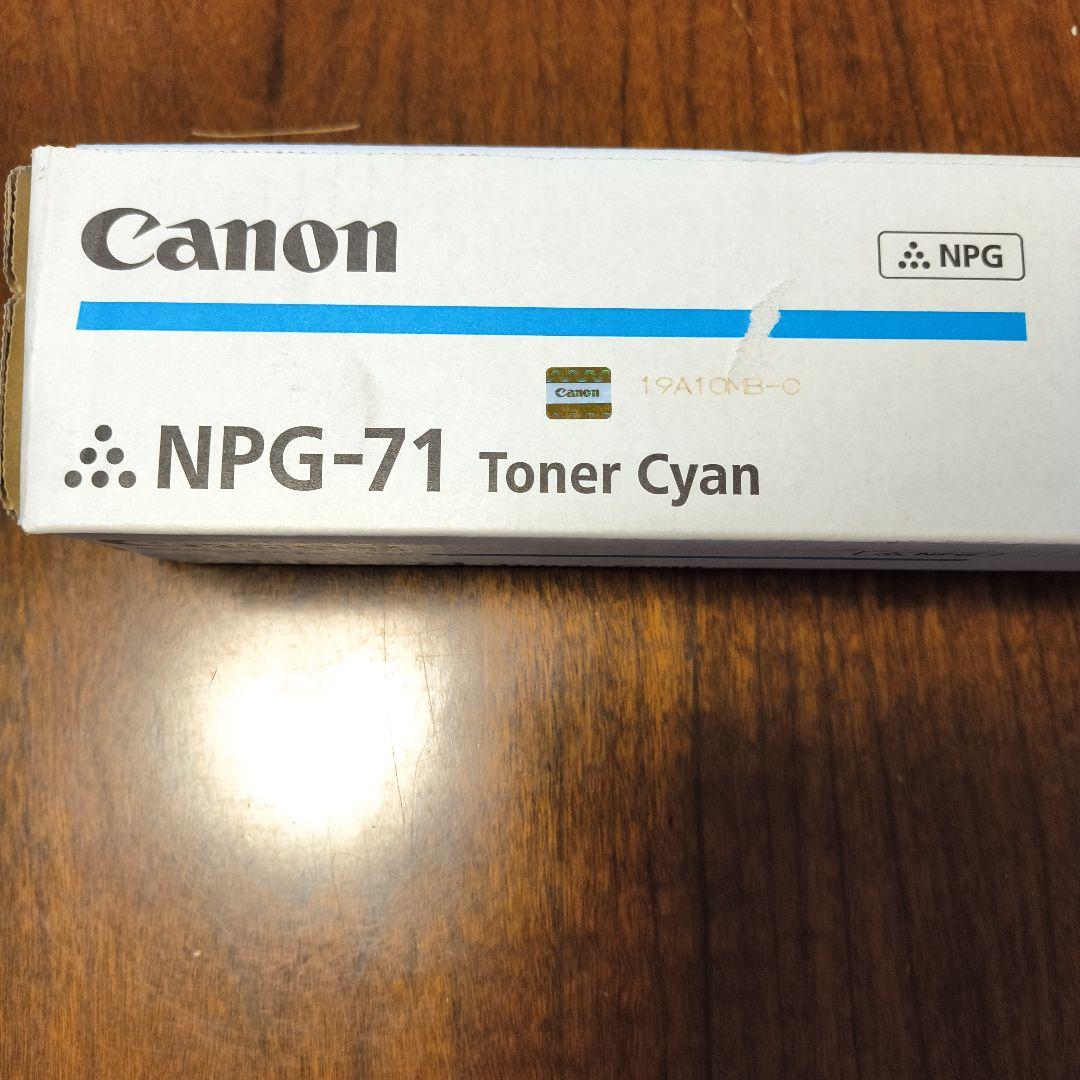 Canon
NPG
Canon
19A10MB-C
NPG-71 Toner Cyan